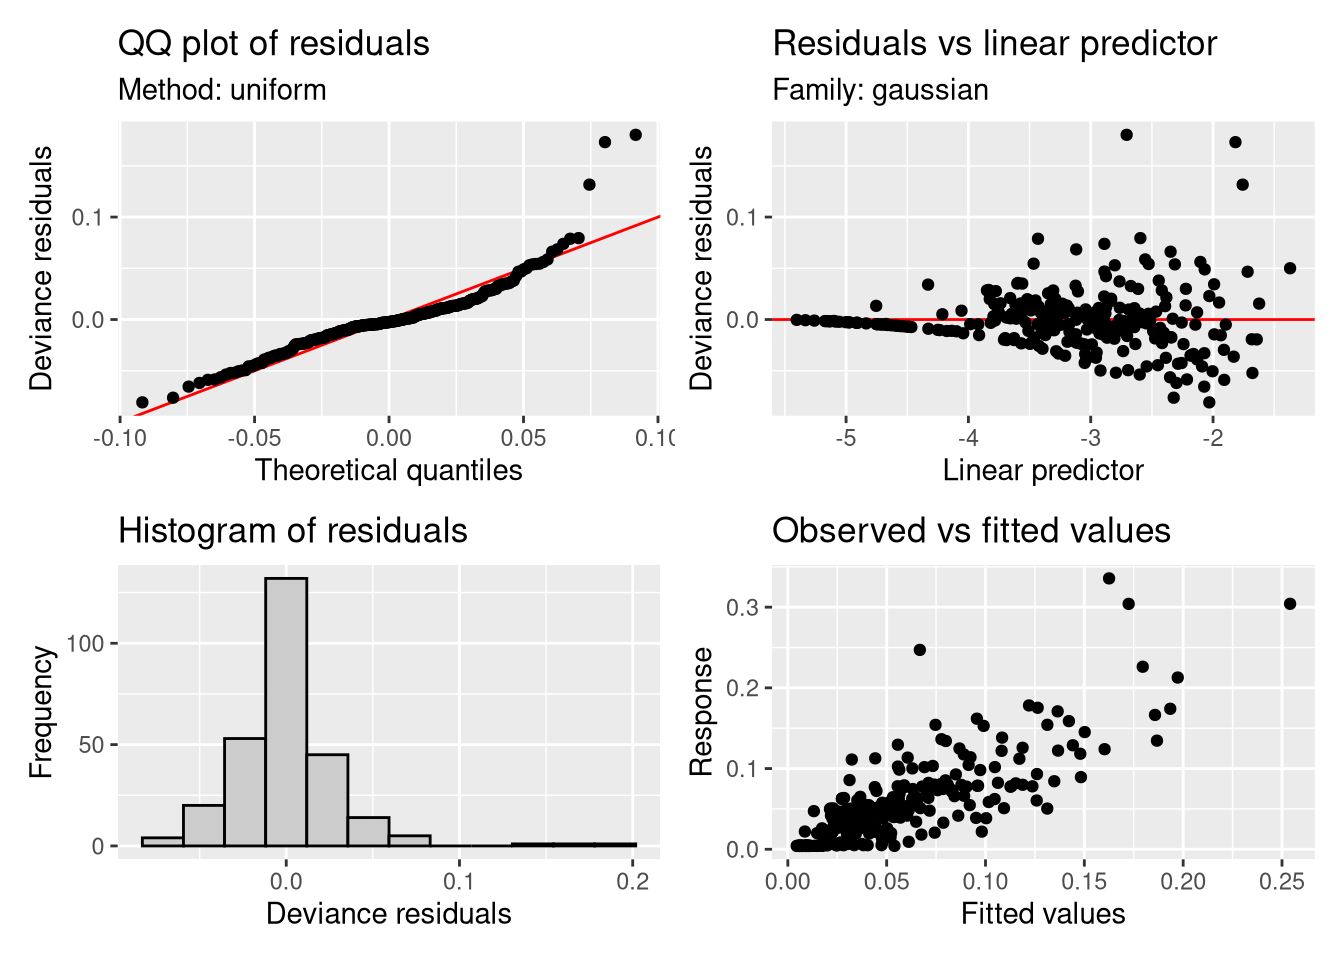 QQ plot of residuals
Method: uniform
Deviance residuals
0.1
0.0
-0.10
-0.05
0.00
0.05
0.10
Theoretical quantiles
Residuals vs linear predictor
Family: gaussian
Deviance residuals
0.1
0.0
-5
-4
-3
-2
Linear predictor
Histogram of residuals
Frequency
100
50
0
0.0
0.1
0.2
Deviance residuals
Observed vs fitted values
Response
0.3
0.2
0.1
0.0
0.00
0.05
0.10
0.15
0.20
0.25
Fitted values